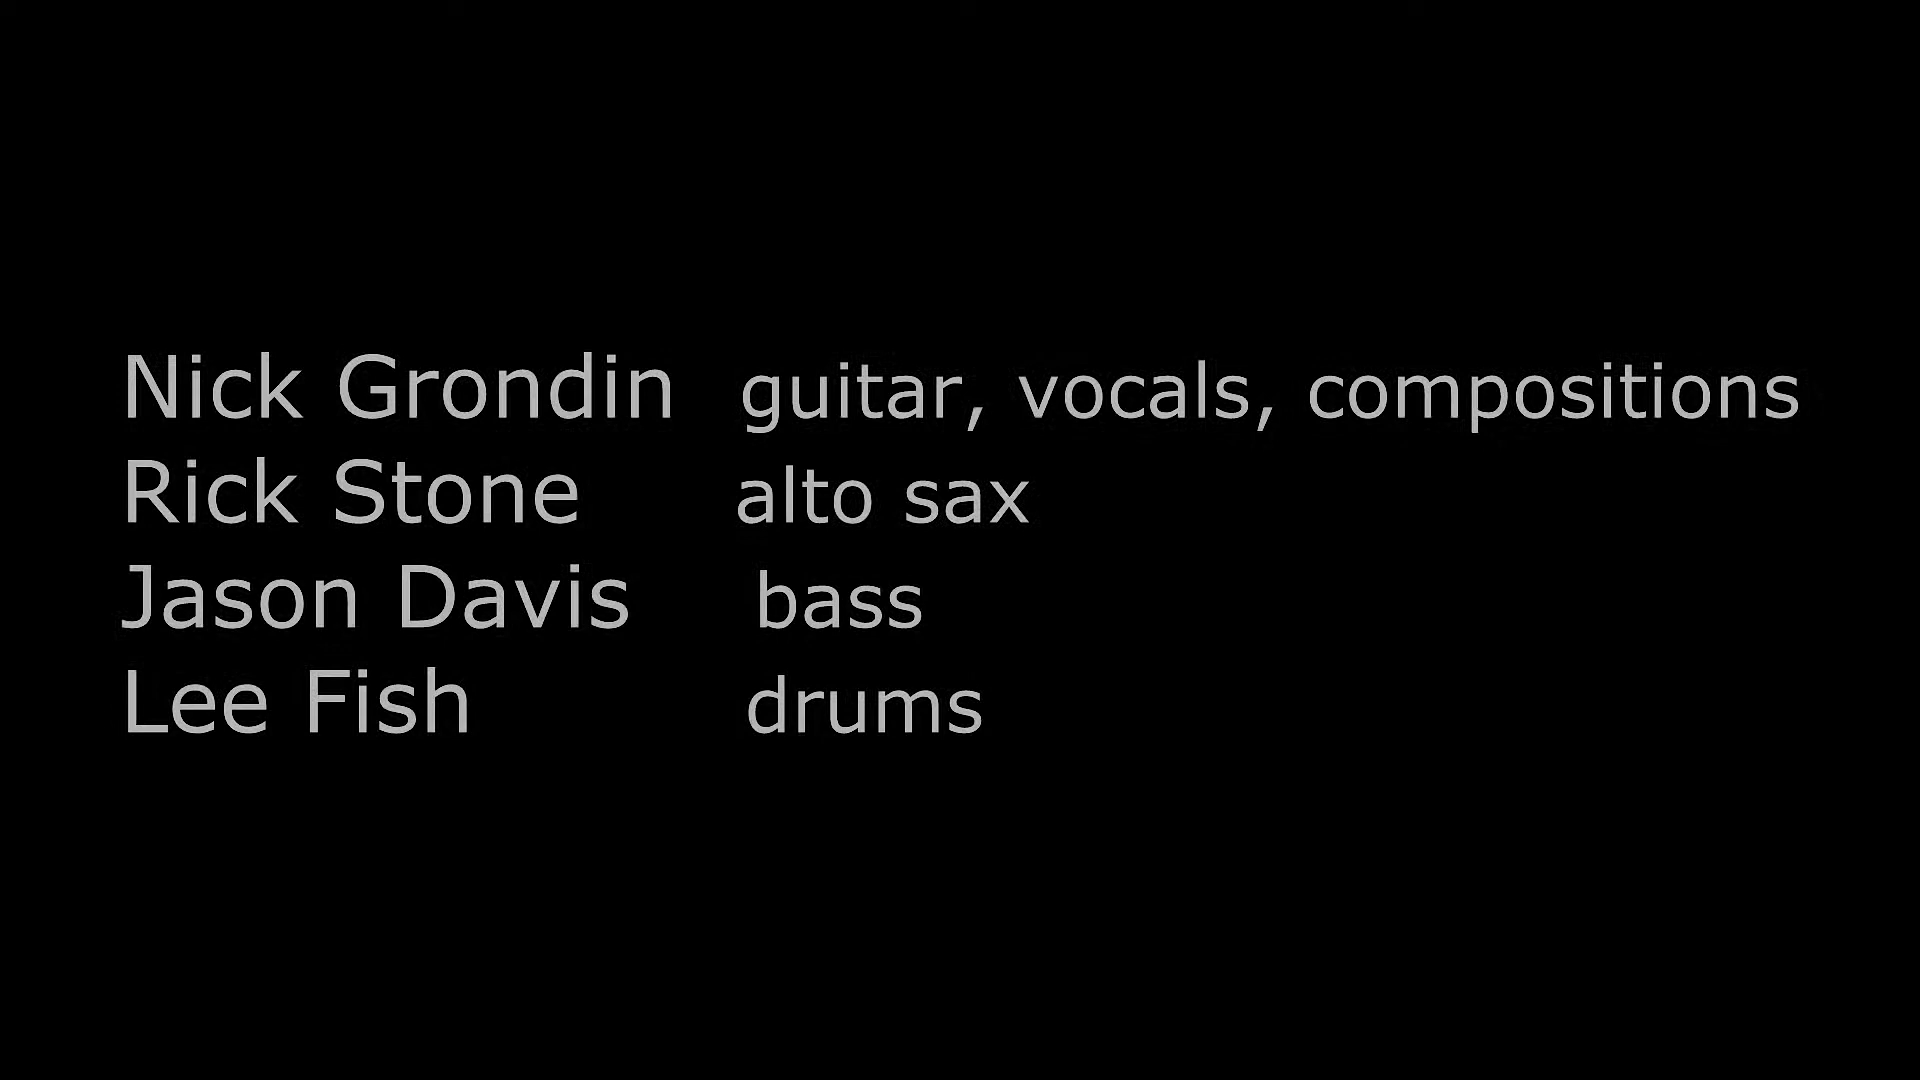 Nick Grondin guitar, vocals, compositions
Rick Stone alto sax
Jason Davis bass
Lee Fish drums